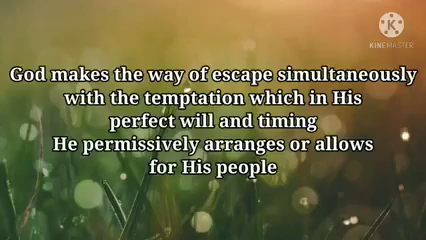 KINEMASTER
God makes the way of escape simultaneously
with the temptation which in His
perfect will and timing
He permissively arranges or allows
for His people